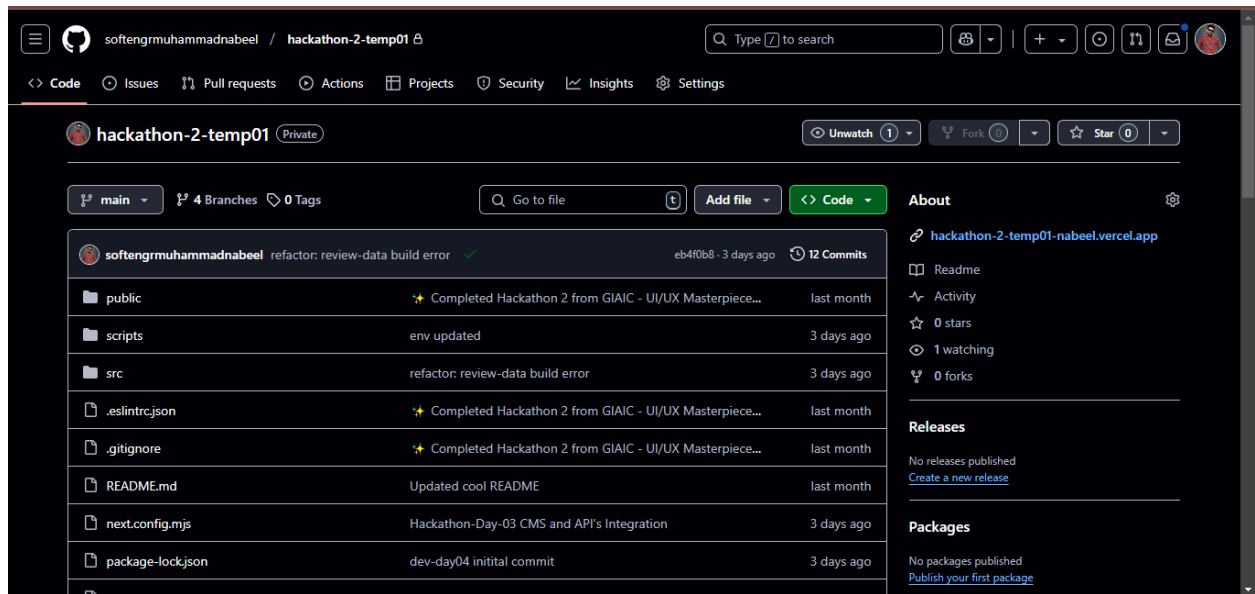 softengrmuhammadnabeel / hackathon-2-temp01
Type / to search
<> Code Issues Pull requests Actions Projects Security Insights Settings
hackathon-2-temp01 Private
Unwatch 1 Fork 0 Star 0
main 4 Branches 0 Tags
Go to file t Add file <> Code
softengrmuhammadnabeel refactor: review-data build error eb4f0b8 · 3 days ago 12 Commits
public ✨ Completed Hackathon 2 from GIAIC - UI/UX Masterpiece... last month
scripts env updated 3 days ago
src refactor: review-data build error 3 days ago
.eslintrc.json ✨ Completed Hackathon 2 from GIAIC - UI/UX Masterpiece... last month
.gitignore ✨ Completed Hackathon 2 from GIAIC - UI/UX Masterpiece... last month
README.md Updated cool README last month
next.config.mjs Hackathon-Day-03 CMS and API's Integration 3 days ago
package-lock.json dev-day04 initital commit 3 days ago
About
hackathon-2-temp01-nabeel.vercel.app
Readme
Activity
0 stars
1 watching
0 forks
Releases
No releases published
Create a new release
Packages
No packages published
Publish your first package